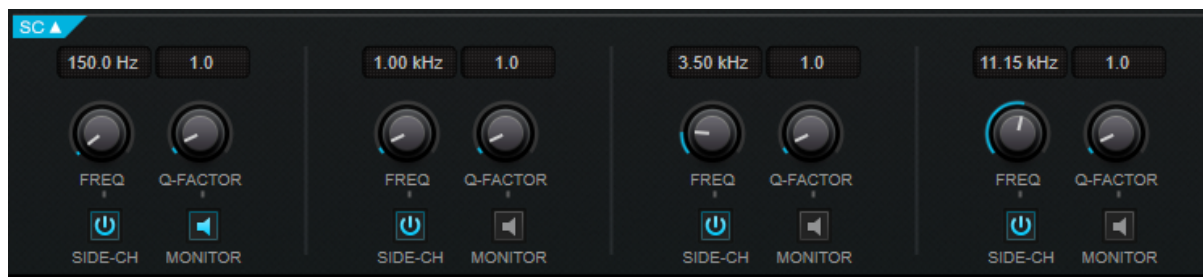 SC
150.0 Hz 1.0 1.00 kHz 1.0 3.50 kHz 1.0 11.15 kHz 1.0
FREQ Q-FACTOR FREQ Q-FACTOR FREQ Q-FACTOR FREQ Q-FACTOR
SIDE-CH MONITOR SIDE-CH MONITOR SIDE-CH MONITOR SIDE-CH MONITOR